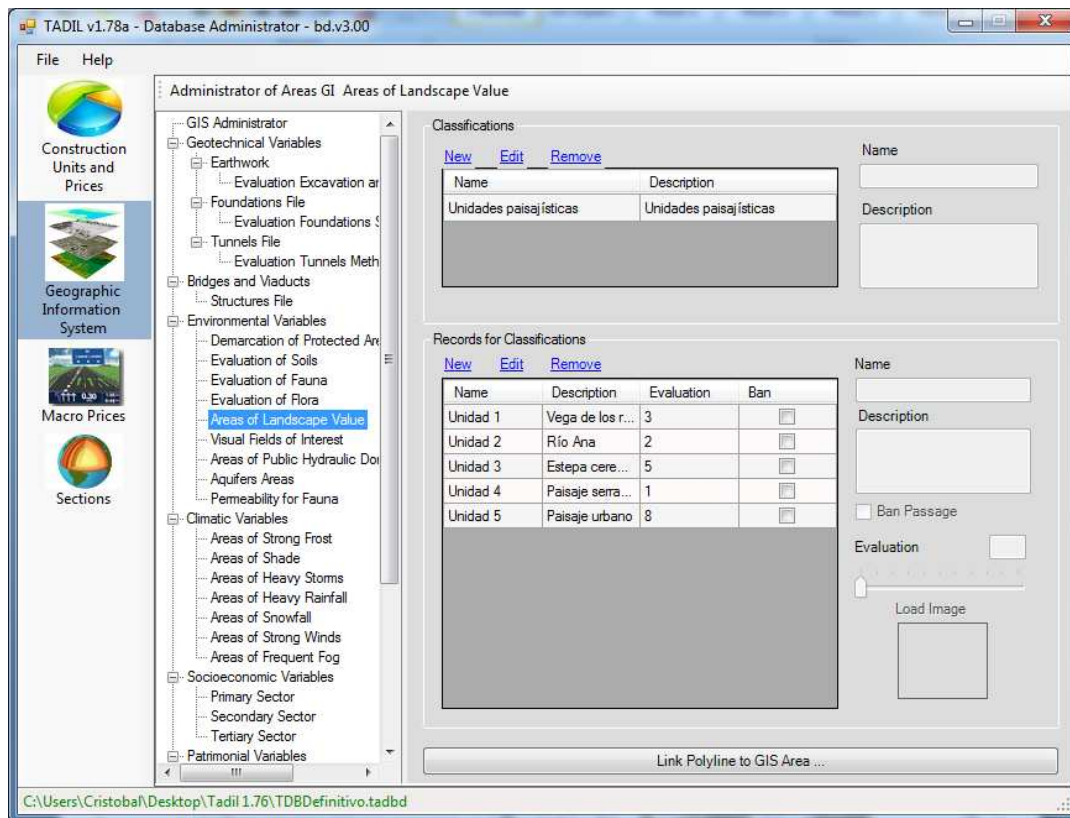 TADIL v1.78a - Database Administrator - bd.v3.00
File Help
Construction
Units and
Prices
Geographic
Information
System
Macro Prices
Sections
Administrator of Areas GI Areas of Landscape Value
GIS Administrator
Geotechnical Variables
Earthwork
Evaluation Excavation ar
Foundations File
Evaluation Foundations S
Tunnels File
Evaluation Tunnels Meth
Bridges and Viaducts
Structures File
Environmental Variables
Demarcation of Protected Are
Evaluation of Soils
Evaluation of Fauna
Evaluation of Flora
Areas of Landscape Value
Visual Fields of Interest
Areas of Public Hydraulic Dor
Aquifers Areas
Permeability for Fauna
Climatic Variables
Areas of Strong Frost
Areas of Shade
Areas of Heavy Storms
Areas of Heavy Rainfall
Areas of Snowfall
Areas of Strong Winds
Areas of Frequent Fog
Socioeconomic Variables
Primary Sector
Secondary Sector
Tertiary Sector
Patrimonial Variables
Classifications
New Edit Remove
Name Description
Unidades paisajísticas Unidades paisajísticas
Name
Description
Records for Classifications
New Edit Remove
Name Description Evaluation Ban
Unidad 1 Vega de los r... 3
Unidad 2 Río Ana 2
Unidad 3 Estepa cere... 5
Unidad 4 Paisaje serra... 1
Unidad 5 Paisaje urbano 8
Name
Description
Ban Passage
Evaluation
Load Image
Link Polyline to GIS Area ...
C:\Users\Cristobal\Desktop\Tadil 1.76\TDBDefinitivo.tadbd